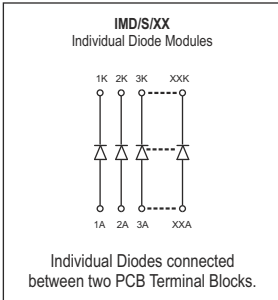 IMD/S/XX
Individual Diode Modules
1K 2K 3K XXK
1A 2A 3A XXA
Individual Diodes connected
between two PCB Terminal Blocks.